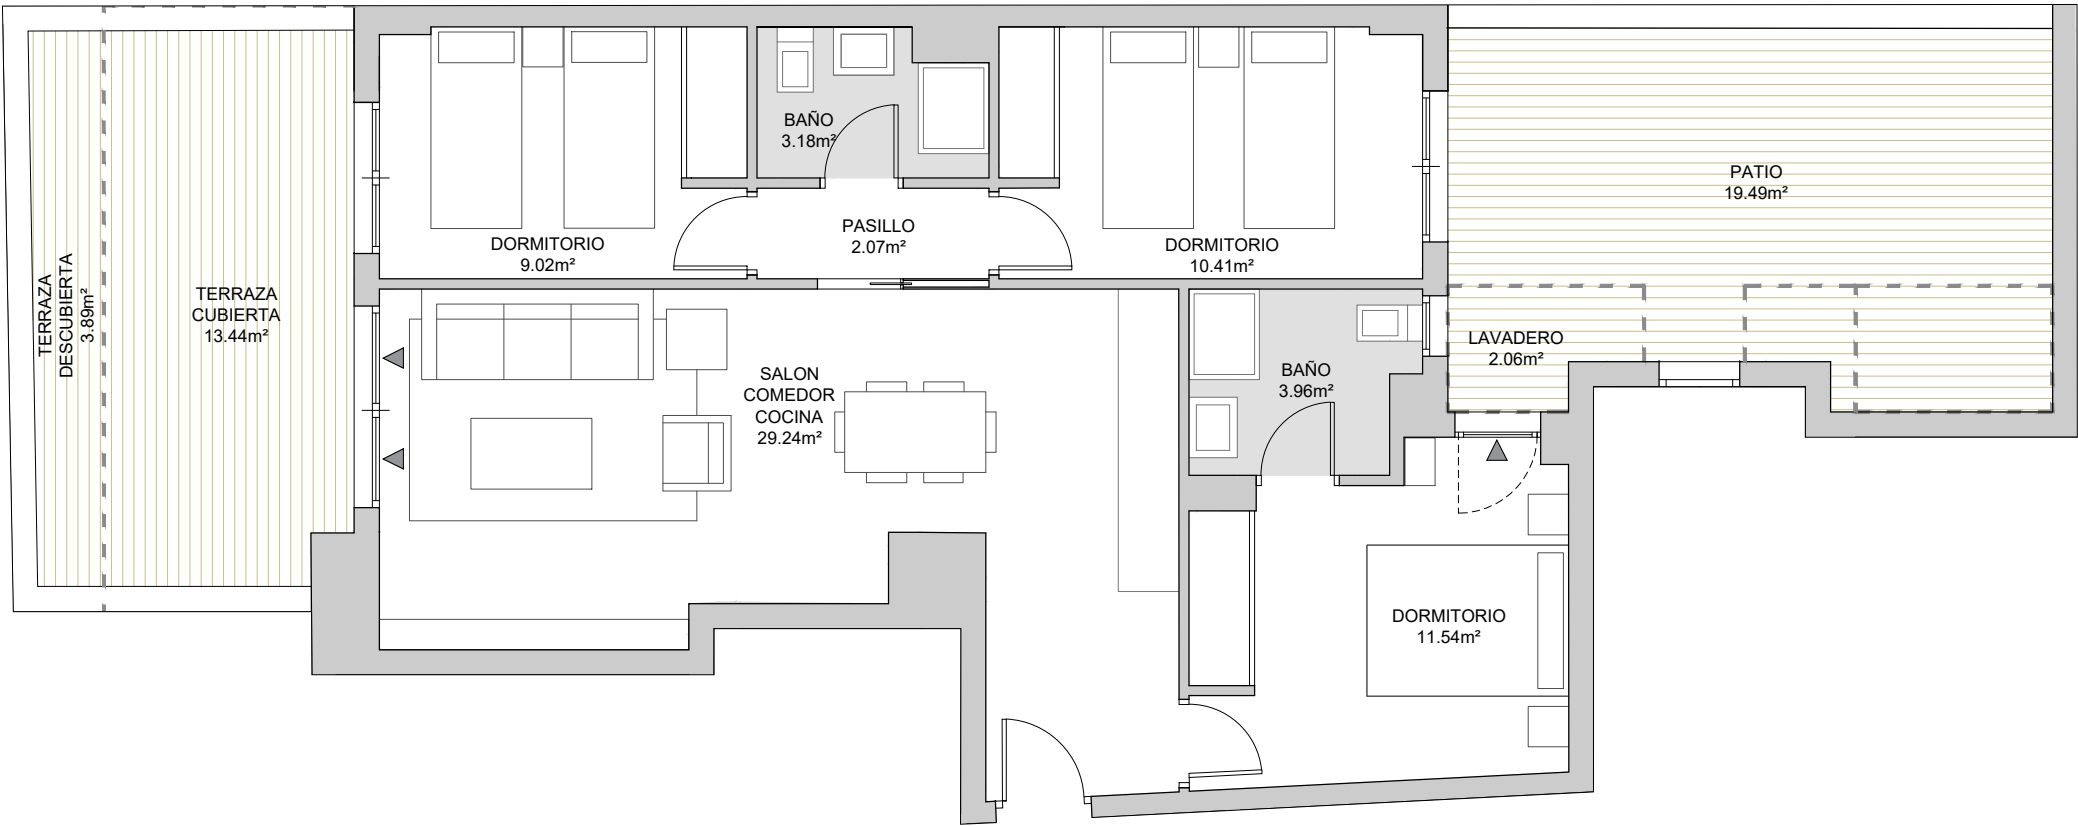 TERRAZA
DESCUBIERTA
3.89m²
TERRAZA
CUBIERTA
13.44m²
DORMITORIO
9.02m²
BAÑO
3.18m²
PASILLO
2.07m²
DORMITORIO
10.41m²
PATIO
19.49m²
SALON
COMEDOR
COCINA
29.24m²
BAÑO
3.96m²
LAVADERO
2.06m²
DORMITORIO
11.54m²